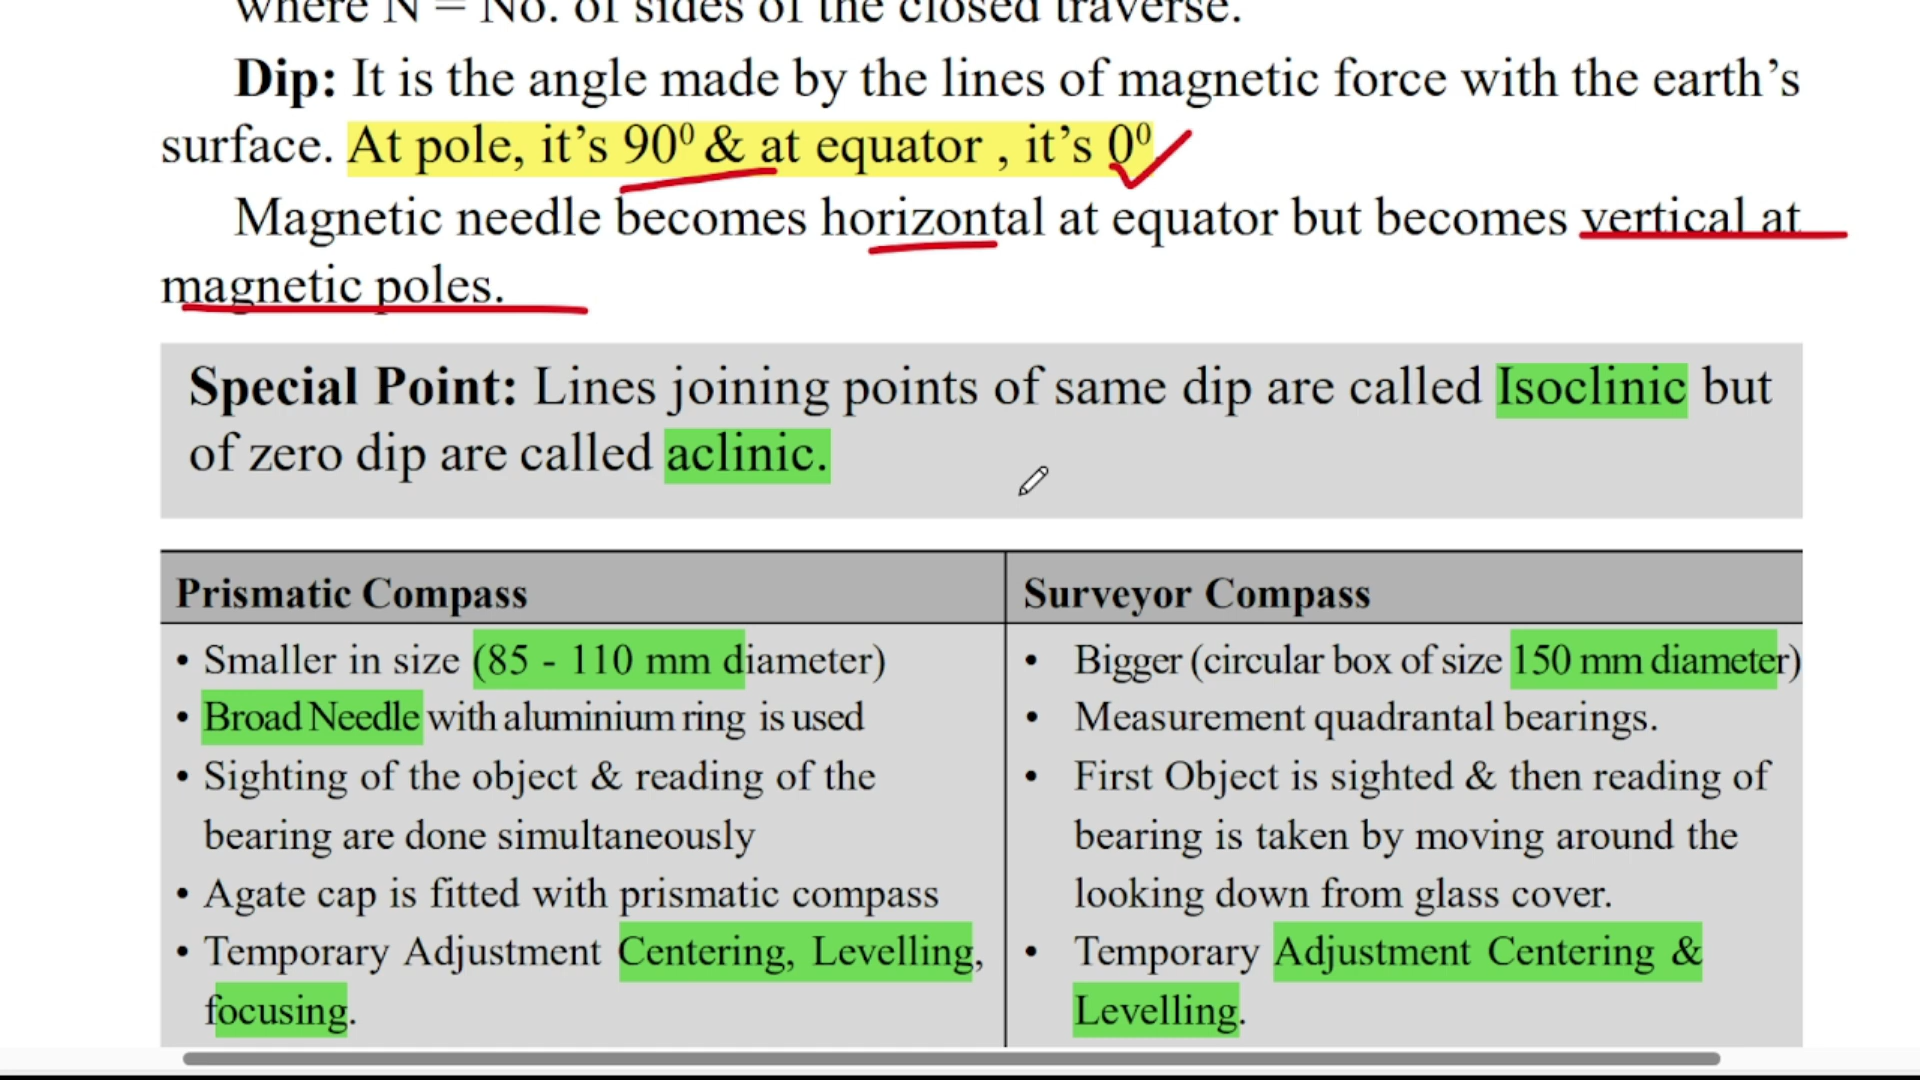 where N = No. of sides of the closed traverse.
Dip: It is the angle made by the lines of magnetic force with the earth's
surface. At pole, it's 90⁰ & at equator , it's 0⁰
Magnetic needle becomes horizontal at equator but becomes vertical at
magnetic poles.
Special Point: Lines joining points of same dip are called Isoclinic but
of zero dip are called aclinic.
Prismatic Compass
• Smaller in size (85 - 110 mm diameter)
• Broad Needle with aluminium ring is used
• Sighting of the object & reading of the
bearing are done simultaneously
• Agate cap is fitted with prismatic compass
• Temporary Adjustment Centering, Levelling,
focusing.
Surveyor Compass
• Bigger (circular box of size 150 mm diameter)
• Measurement quadrantal bearings.
• First Object is sighted & then reading of
bearing is taken by moving around the
looking down from glass cover.
• Temporary Adjustment Centering &
Levelling.